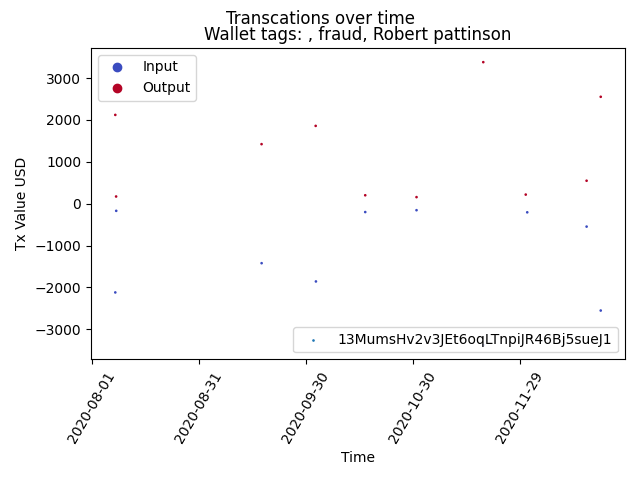 Transcations over time
Wallet tags: , fraud, Robert pattinson
Input
Output
Tx Value USD
3000
2000
1000
0
−1000
−2000
−3000
13MumsHv2v3JEt6oqLTnpiJR46Bj5sueJ1
2020-08-01
2020-08-31
2020-09-30
2020-10-30
2020-11-29
Time